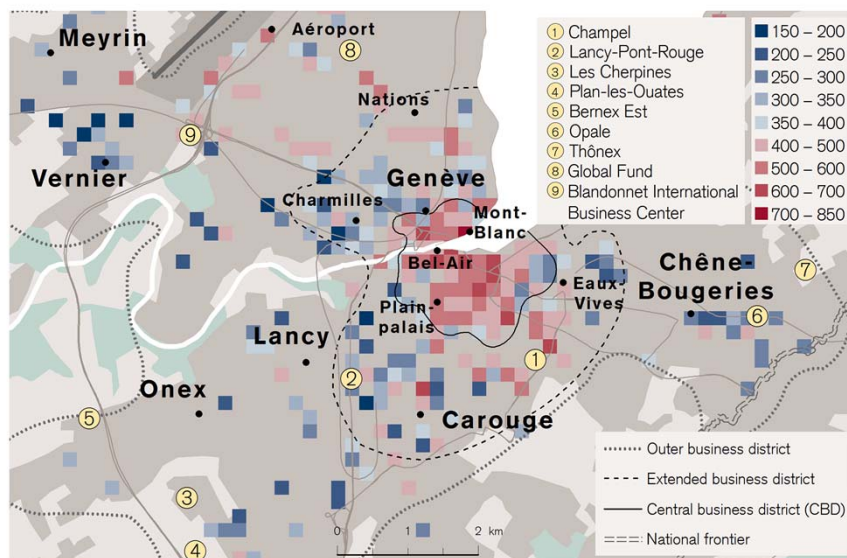 Meyrin
Aéroport
8
Nations
9
Vernier
Genève
Charmilles
Mont-
Blanc
Bel-Air
Chêne-
Bougeries
7
Eaux-
Vives
Plain-
palais
6
Lancy
1
2
Onex
5
Carouge
3
4
0 1 2 km
1 Champel
2 Lancy-Pont-Rouge
3 Les Cherpines
4 Plan-les-Ouates
5 Bernex Est
6 Opale
7 Thônex
8 Global Fund
9 Blandonnet International
Business Center
150 – 200
200 – 250
250 – 300
300 – 350
350 – 400
400 – 500
500 – 600
600 – 700
700 – 850
Outer business district
Extended business district
Central business district (CBD)
National frontier